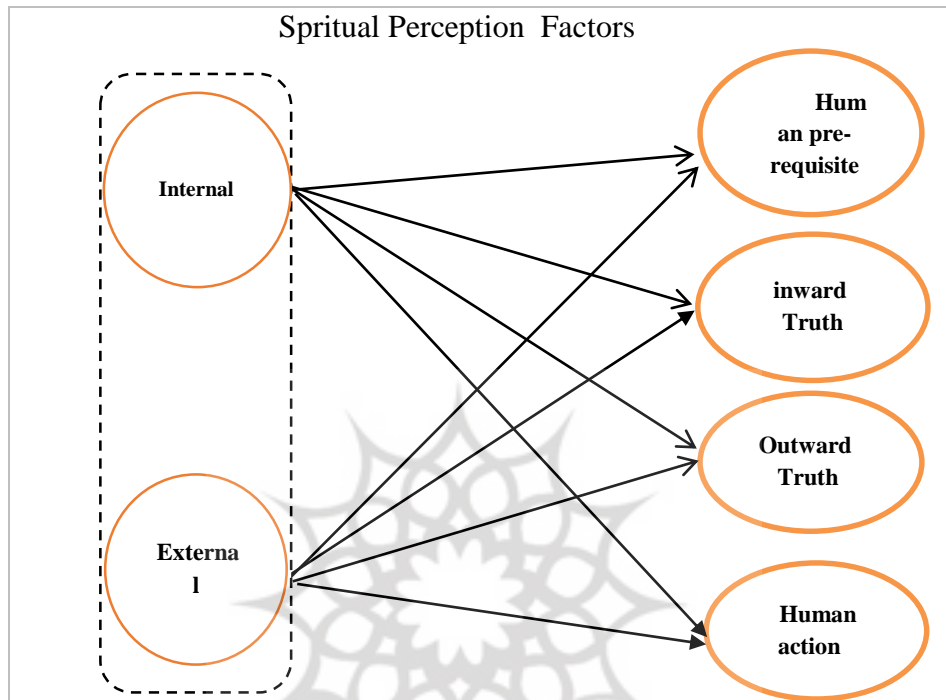 Spritual Perception Factors
Internal
Externa
l
Hum
an pre-
requisite
inward
Truth
Outward
Truth
Human
action